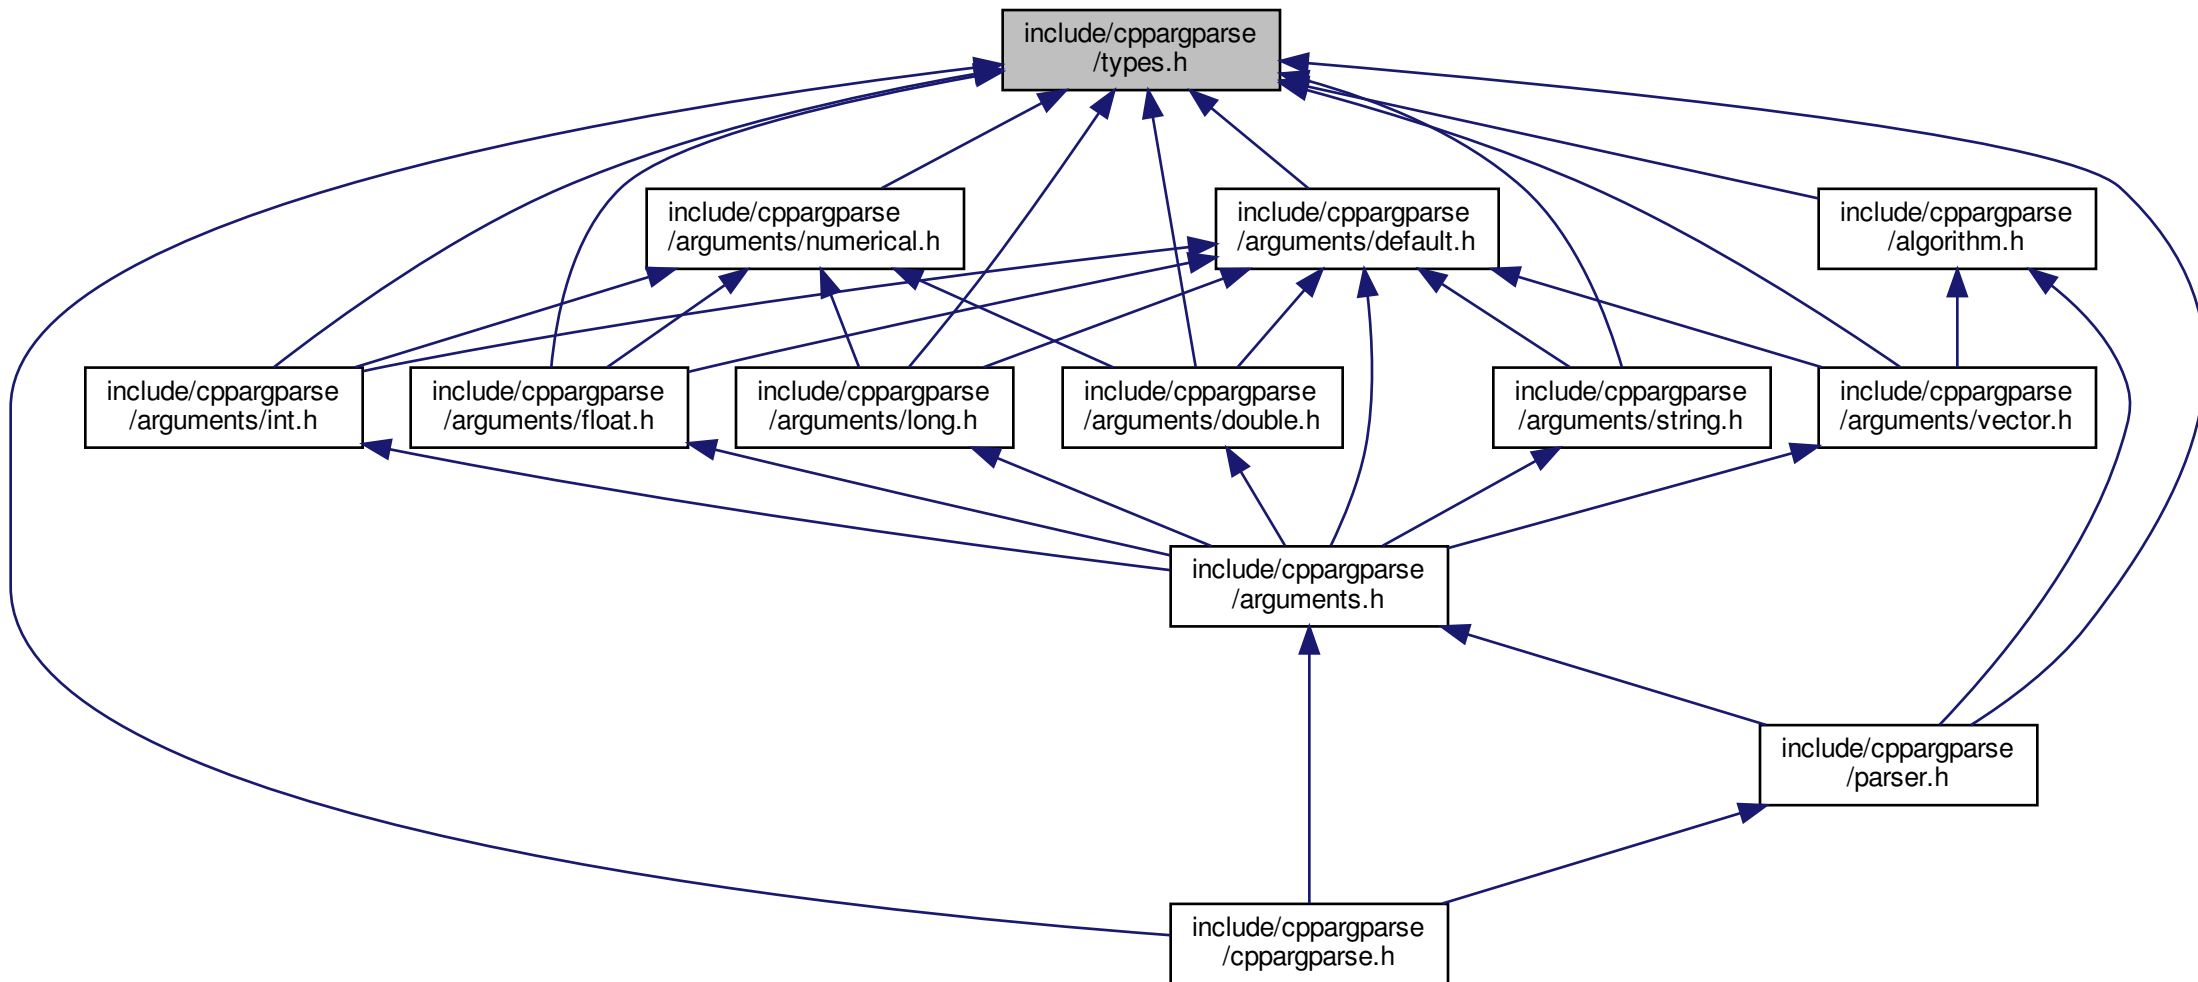 include/cppargparse
/types.h
include/cppargparse
/arguments/numerical.h
include/cppargparse
/arguments/default.h
include/cppargparse
/algorithm.h
include/cppargparse
/arguments/int.h
include/cppargparse
/arguments/float.h
include/cppargparse
/arguments/long.h
include/cppargparse
/arguments/double.h
include/cppargparse
/arguments/string.h
include/cppargparse
/arguments/vector.h
include/cppargparse
/arguments.h
include/cppargparse
/parser.h
include/cppargparse
/cppargparse.h